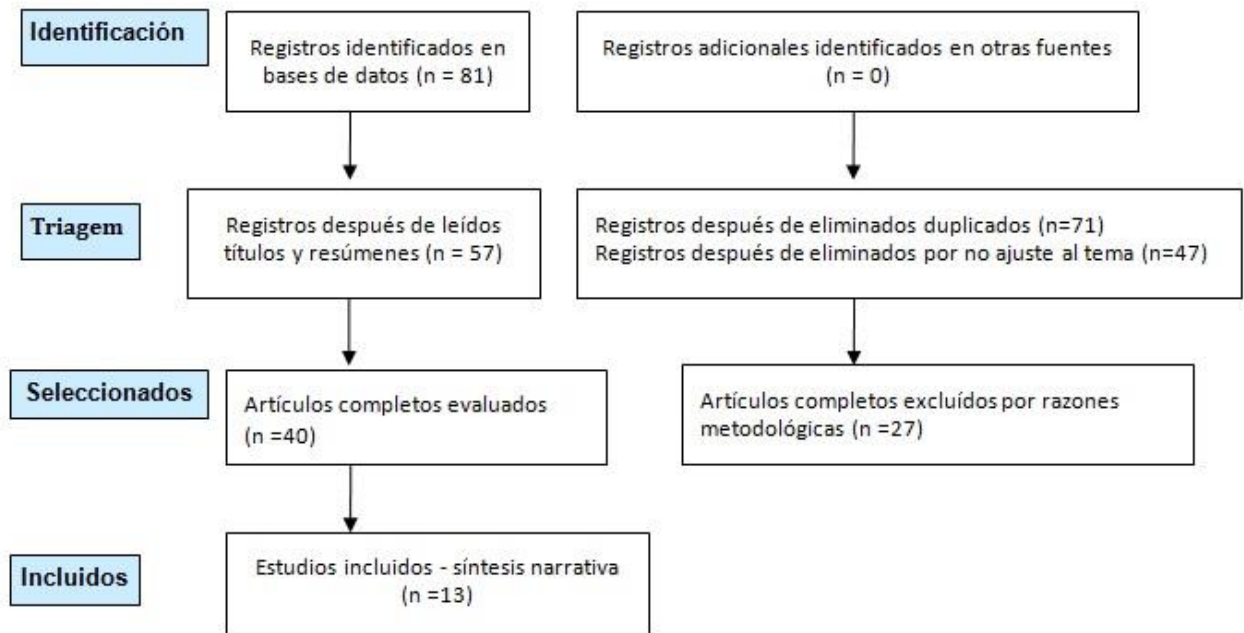 Identificación
Registros identificados en
bases de datos (n = 81)
Registros adicionales identificados en otras fuentes
(n = 0)
Triagem
Registros después de leídos
títulos y resúmenes (n = 57)
Registros después de eliminados duplicados (n=71)
Registros después de eliminados por no ajuste al tema (n=47)
Seleccionados
Artículos completos evaluados
(n =40)
Artículos completos excluídos por razones
metodológicas (n =27)
Incluidos
Estudios incluidos - síntesis narrativa
(n =13)